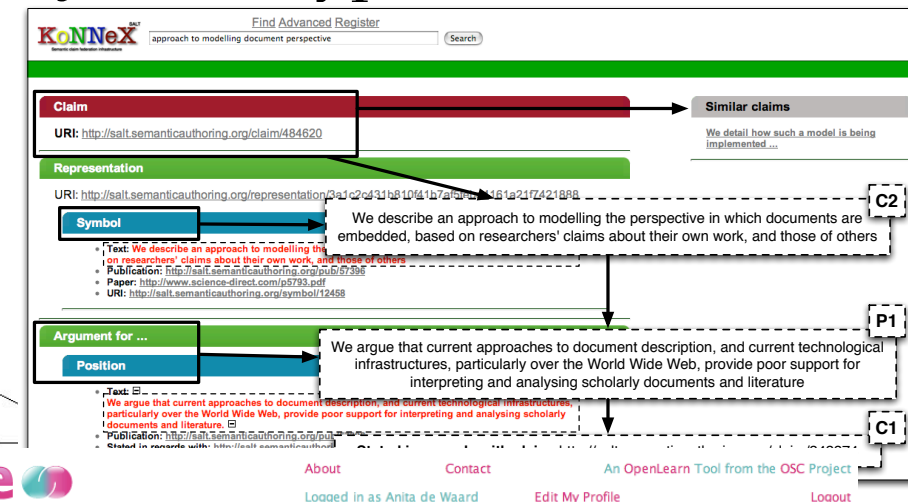 SALT
KoNNeX
Semantic claim federation infrastructure
Find Advanced Register
approach to modelling document perspective
Search
Claim
Similar claims
URI: http://salt.semanticauthoring.org/claim/484620
We detail how such a model is being
implemented ...
Representation
URI: http://salt.semanticauthoring.org/representation/3a1c2c431b810f41b7af5
161a21f7421888
C2
We describe an approach to modelling the perspective in which documents are
embedded, based on researchers' claims about their own work, and those of others
Symbol
Text: We describe an approach to modelling the
on researchers' claims about their own work, and those of others
Publication: http://salt.semanticauthoring.org/pub/57396
Paper: http://www.science-direct.com/p5793.pdf
URI: http://salt.semanticauthoring.org/symbol/12458
P1
Argument for ...
We argue that current approaches to document description, and current technological
infrastructures, particularly over the World Wide Web, provide poor support for
interpreting and analysing scholarly documents and literature
Position
Text:
We argue that current approaches to document description, and current technological infrastructures,
particularly over the World Wide Web, provide poor support for interpreting and analysing scholarly
documents and literature.
Publication: http://salt.semanticauthoring.org/pu
C1
e
About
Contact
An OpenLearn Tool from the OSC Project
Logged in as Anita de Waard
Edit My Profile
Logout